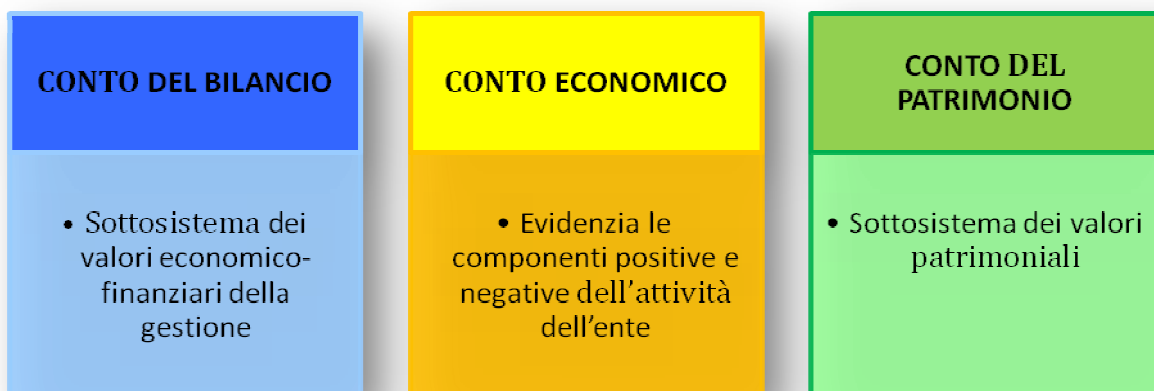 CONTO DEL BILANCIO
• Sottosistema dei
valori economico-
finanziari della
gestione
CONTO ECONOMICO
• Evidenzia le
componenti positive e
negative dell’attività
dell’ente
CONTO DEL
PATRIMONIO
• Sottosistema dei valori
patrimoniali